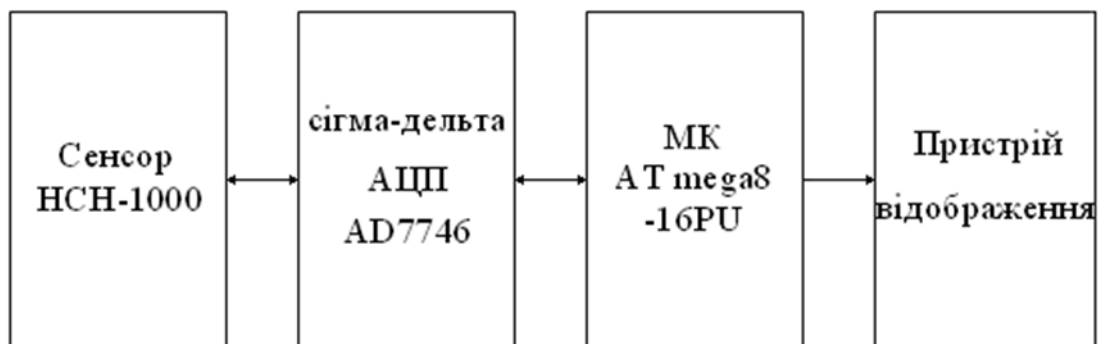 Сенсор
НСН-1000
сігма-дельта
АЦП
AD7746
МК
AT mega8
-16PU
Пристрій
відображення